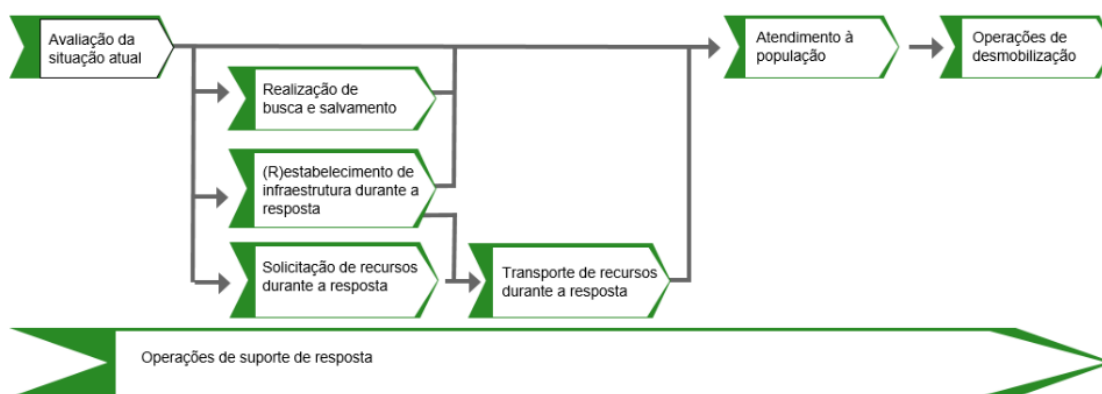 Avaliação da
situação atual
Realização de
busca e salvamento
(R)estabelecimento de
infraestrutura durante a
resposta
Solicitação de recursos
durante a resposta
Transporte de recursos
durante a resposta
Atendimento à
população
Operações de
desmobilização
Operações de suporte de resposta